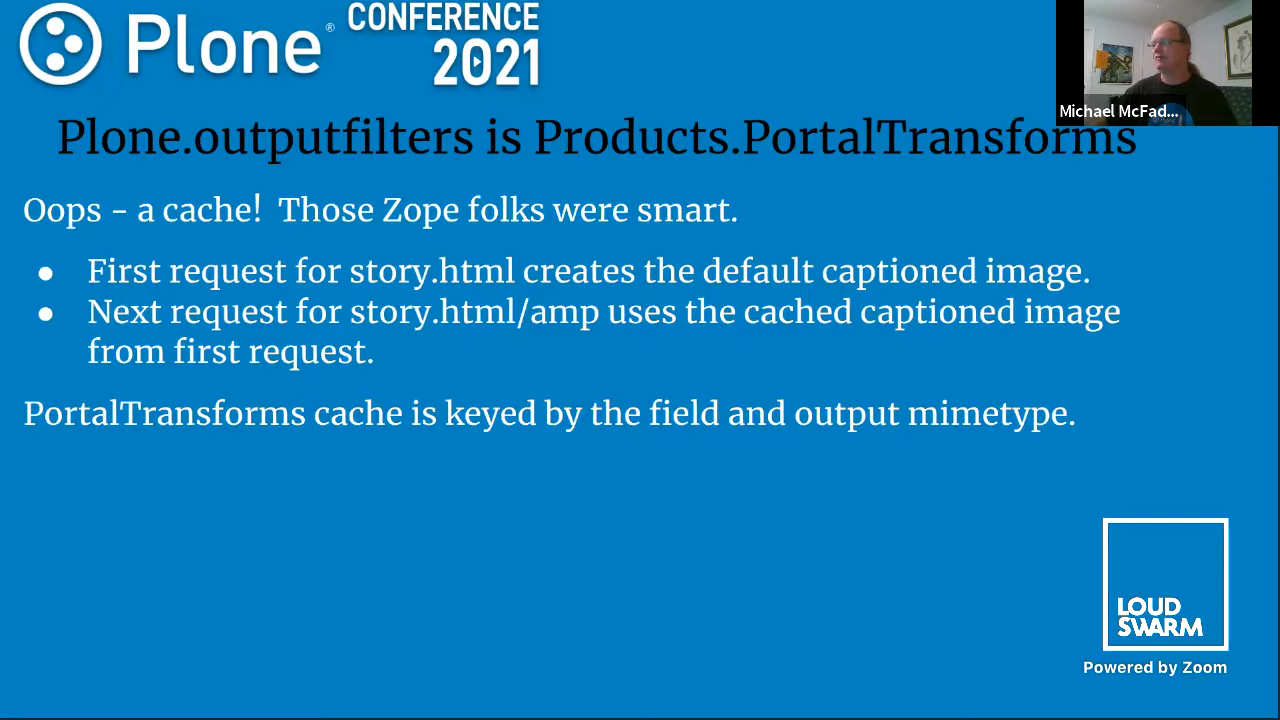 Plone® CONFERENCE
2021
Michael McFad...
Plone.outputfilters is Products.PortalTransforms
Oops - a cache! Those Zope folks were smart.
● First request for story.html creates the default captioned image.
● Next request for story.html/amp uses the cached captioned image
from first request.
PortalTransforms cache is keyed by the field and output mimetype.
LOUD
SWARM
Powered by Zoom